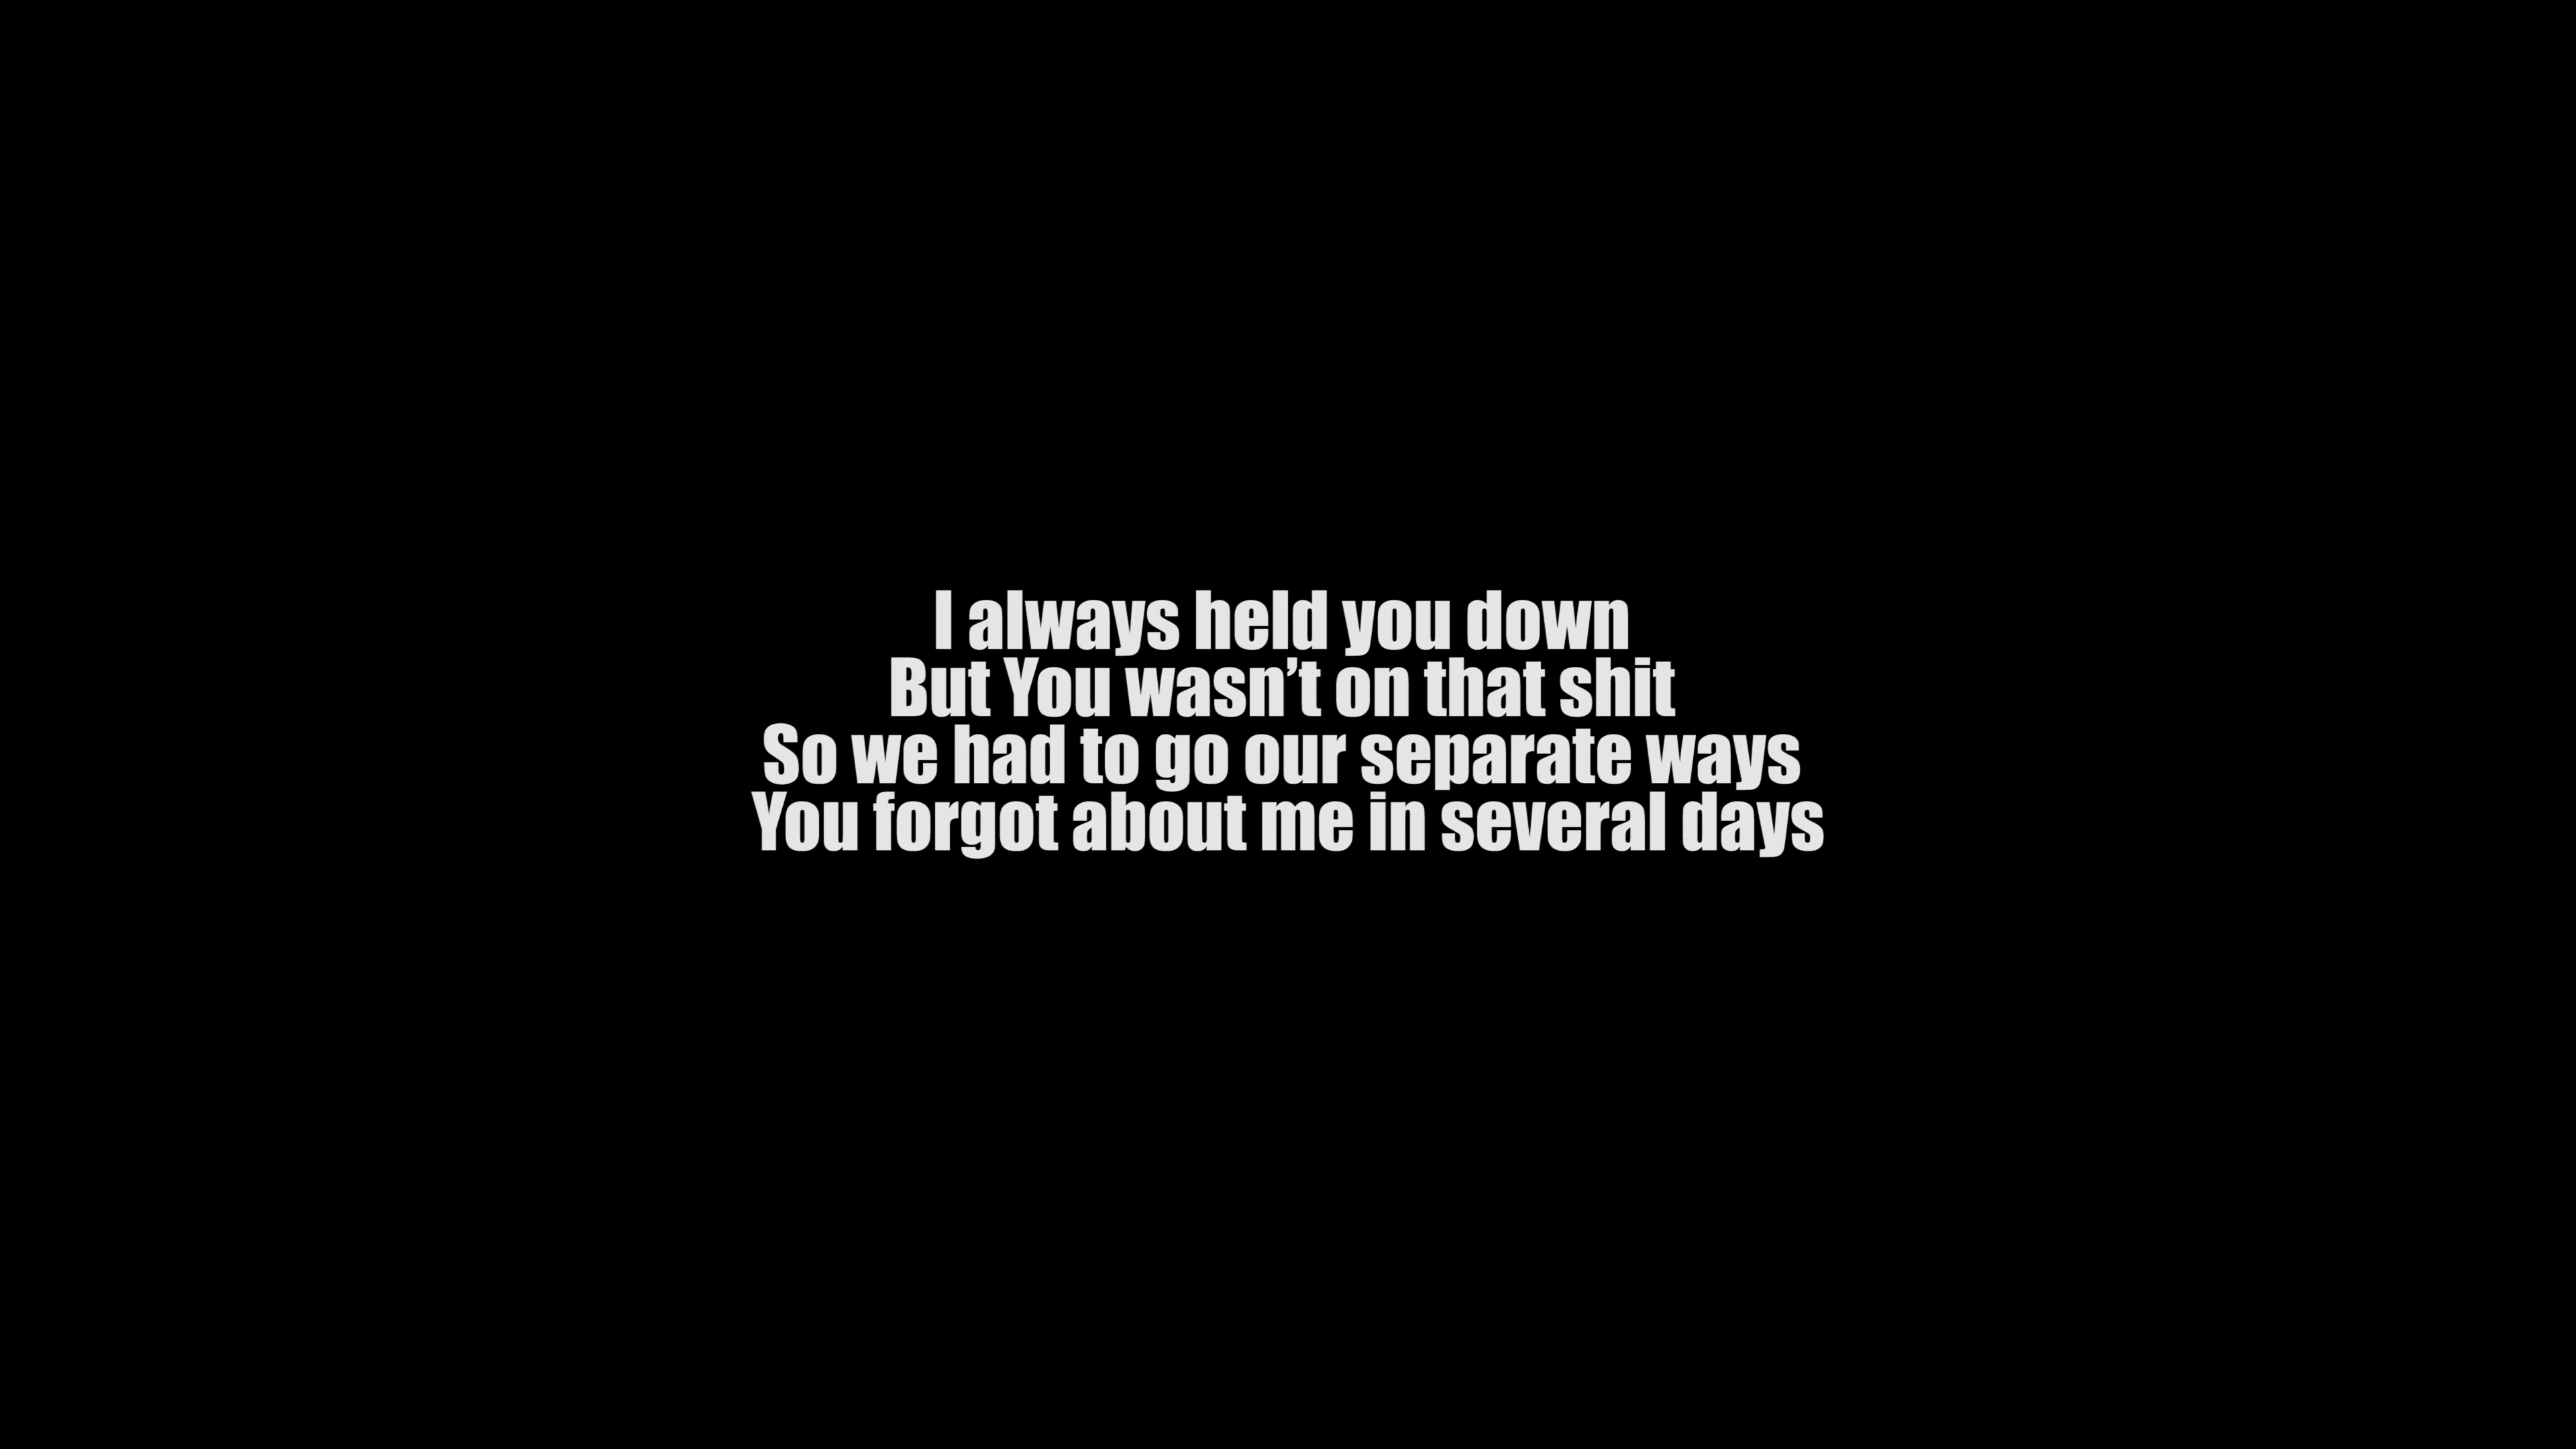 I always held you down
But You wasn’t on that shit
So we had to go our separate ways
You forgot about me in several days